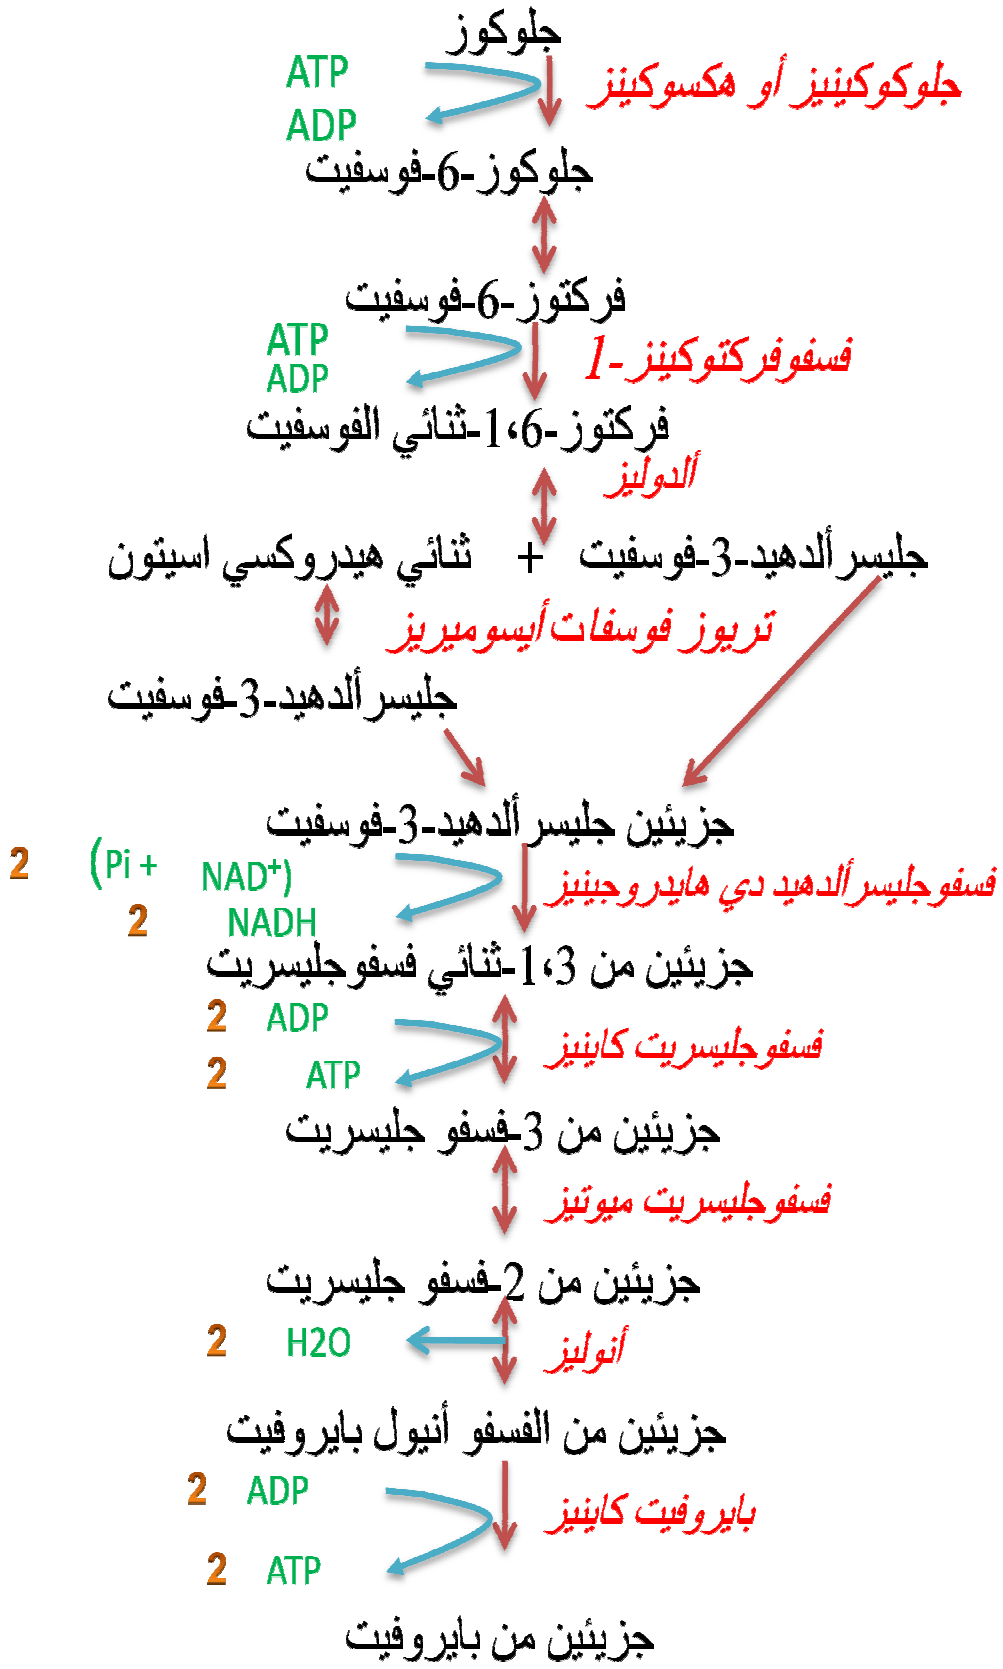 جلوكوز
ATP
جلوكوكينيز أو هكسوكينز
ADP
جلوكوز-6-فوسفيت
فركتوز-6-فوسفيت
ATP
فسفوفركتوكينز-1
ADP
فركتوز-1،6-ثنائي الفوسفيت
ألدوليز
جليسرألدهيد-3-فوسفيت + ثنائي هيدروكسي اسيتون
تريوز فوسفات أيسوميريز
جليسرألدهيد-3-فوسفيت
جزيئين جليسرألدهيد-3-فوسفيت
2 (Pi + NAD⁺)
فسفوجليسرألدهيد دي هايدروجينيز
2 NADH
جزيئين من 1،3-ثنائي فسفوجليسريت
2 ADP
فسفوجليسريت كاينيز
2 ATP
جزيئين من 3-فسفو جليسريت
فسفوجليسريت ميوتيز
جزيئين من 2-فسفو جليسريت
2 H2O
أنوليز
جزيئين من الفسفو أنيول بايروفيت
2 ADP
بايروفيت كاينيز
2 ATP
جزيئين من بايروفيت